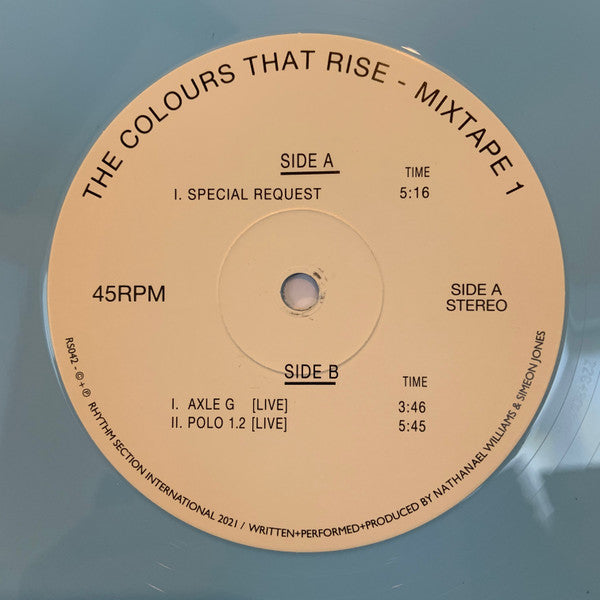 THE COLOURS THAT RISE - MIXTAPE 1
SIDE A
TIME
I. SPECIAL REQUEST 5:16
45RPM
SIDE A
STEREO
SIDE B
TIME
I. AXLE G [LIVE] 3:46
II. POLO 1.2 [LIVE] 5:45
RS042 - © + ℗ RHYTHM SECTION INTERNATIONAL 2021 / WRITTEN+PERFORMED+PRODUCED BY NATHANAEL WILLIAMS & SIMEON JONES